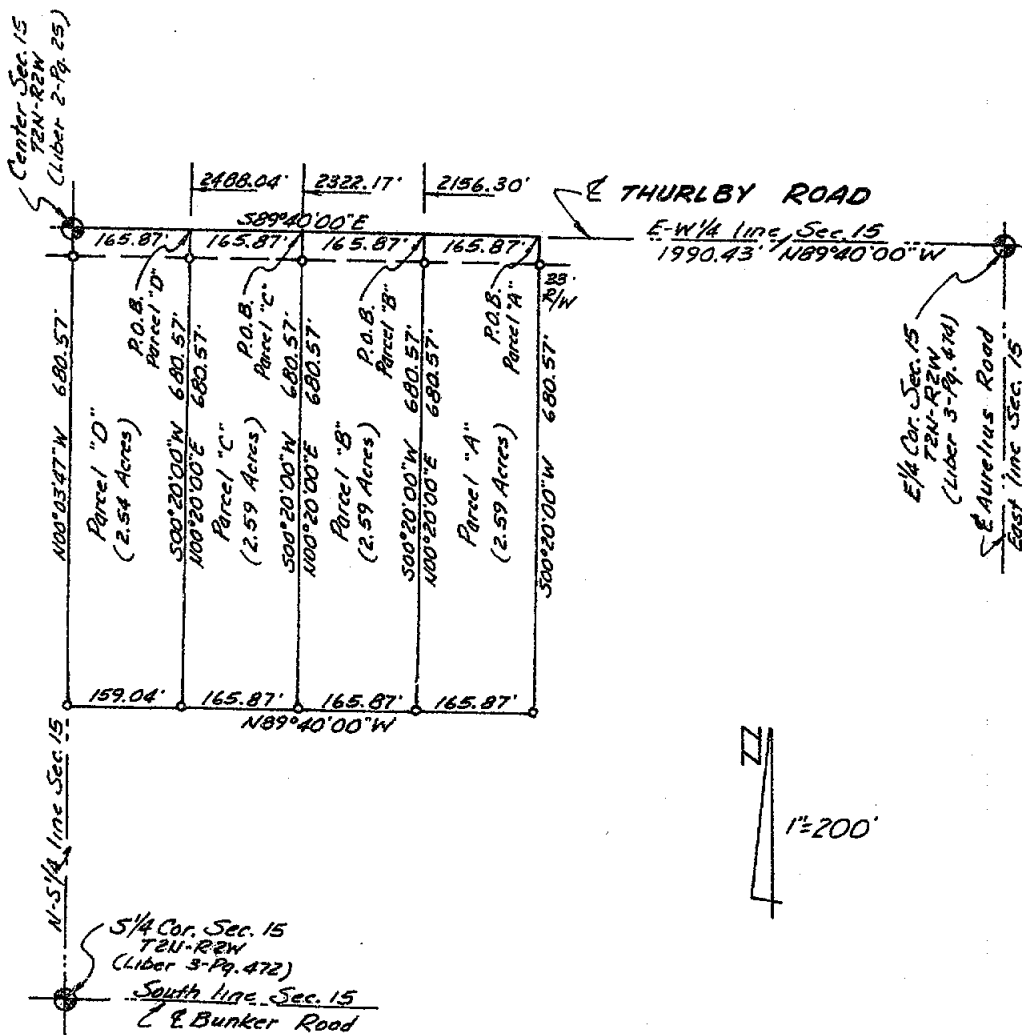 Center Sec. 15
T2N-R2W
(Liber 2-Pg. 25)
2488.04'
2322.17'
2156.30'
℄ THURLBY ROAD
S89°40'00"E
E-W 1/4 line, Sec. 15
1990.43' N89°40'00"W
165.87'
165.87'
165.87'
165.87'
33'
R/W
P.O.B.
Parcel "D"
P.O.B.
Parcel "C"
P.O.B.
Parcel "B"
P.O.B.
Parcel "A"
E 1/4 Cor. Sec. 15
T2N-R2W
(Liber 3-Pg. 474)
℄ Aurelius Road
East line Sec. 15
N00°03'47"W 680.57'
Parcel "D"
(2.54 Acres)
S00°20'00"W 680.57'
N00°20'00"E 680.57'
Parcel "C"
(2.59 Acres)
S00°20'00"W 680.57'
N00°20'00"E 680.57'
Parcel "B"
(2.59 Acres)
S00°20'00"W 680.57'
N00°20'00"E 680.57'
Parcel "A"
(2.59 Acres)
S00°20'00"W 680.57'
159.04'
165.87'
165.87'
165.87'
N89°40'00"W
N
1"=200'
N-S 1/4 line Sec. 15
S 1/4 Cor. Sec. 15
T2N-R2W
(Liber 3-Pg. 472)
South line Sec. 15
℄ Bunker Road